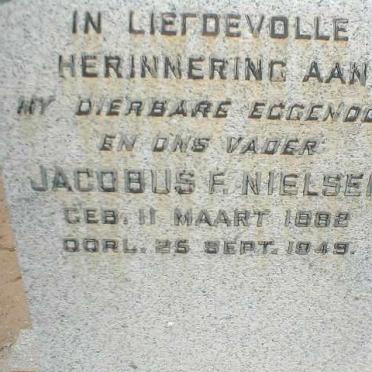 IN LIEFDEVOLLE
HERINNERING AAN
MY DIERBARE EGGENOO
EN ONS VADER
JACOBUS F. NIELSE
GEB. 11 MAART 1882
OORL. 25 SEPT. 1949.